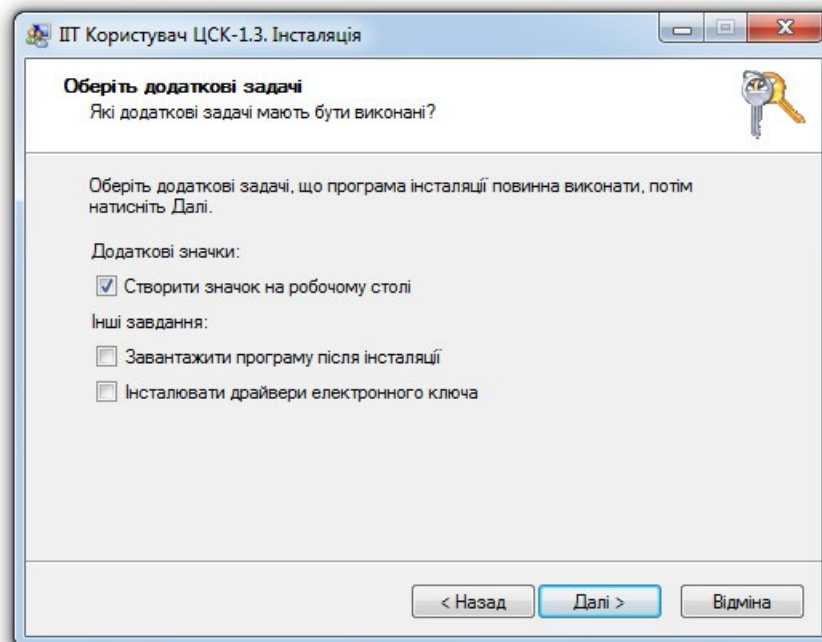 ІІТ Користувач ЦСК-1.3. Інсталяція
Оберіть додаткові задачі
Які додаткові задачі мають бути виконані?
Оберіть додаткові задачі, що програма інсталяції повинна виконати, потім
натисніть Далі.
Додаткові значки:
Створити значок на робочому столі
Інші завдання:
Завантажити програму після інсталяції
Інсталювати драйвери електронного ключа
< Назад
Далі >
Відміна